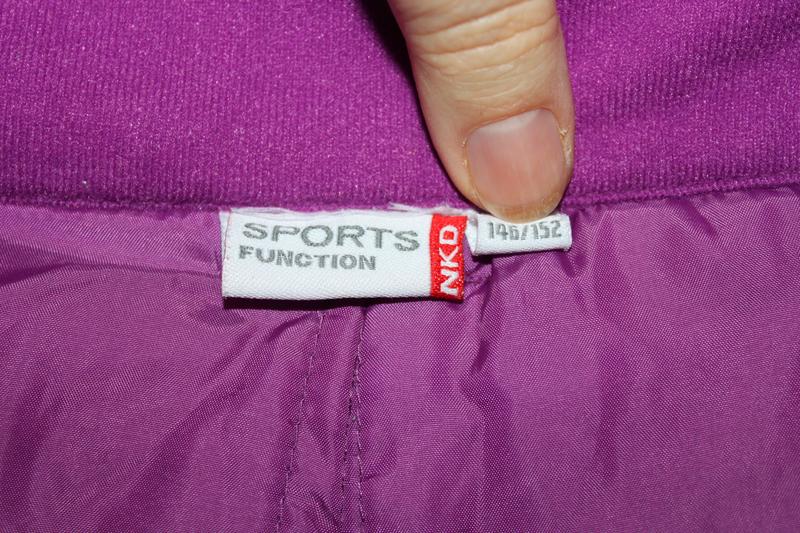 SPORTS
FUNCTION
NKD
146/152